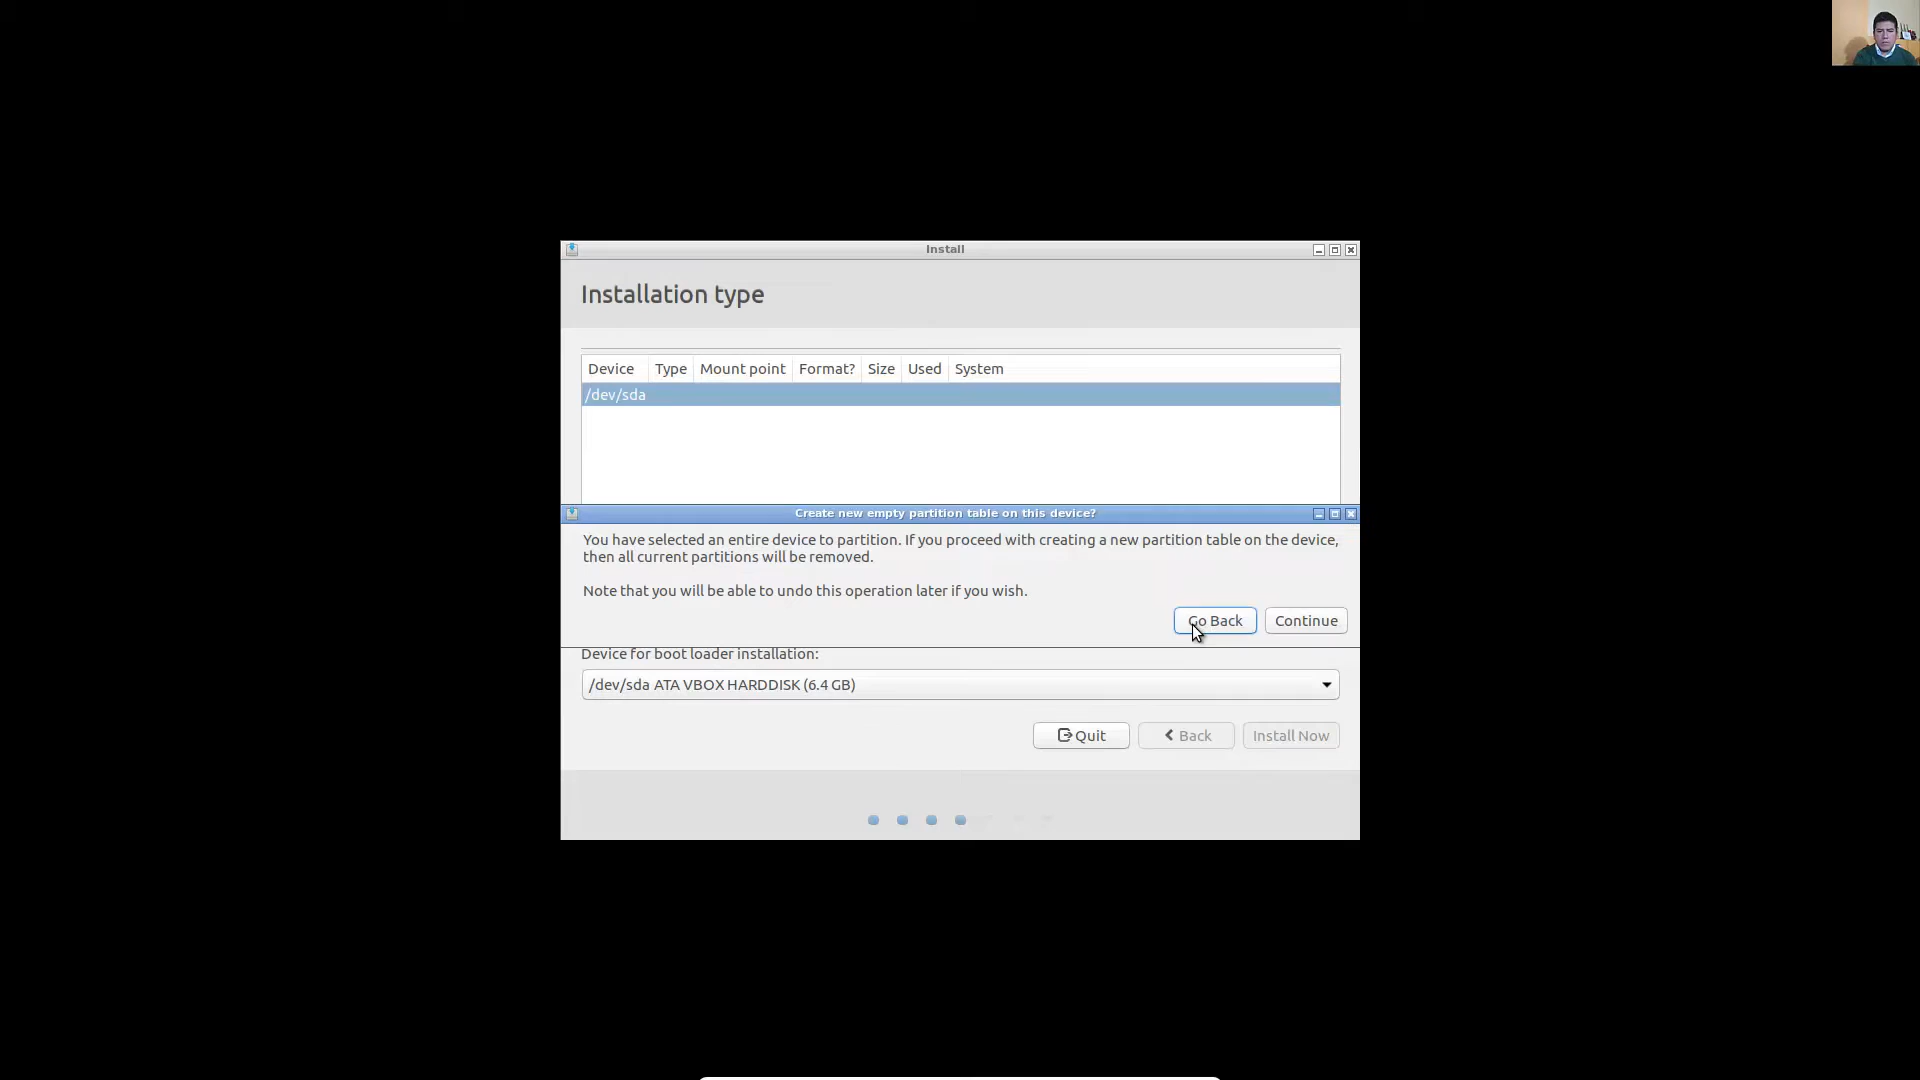 Install
Installation type
Device Type Mount point Format? Size Used System
/dev/sda
Create new empty partition table on this device?
You have selected an entire device to partition. If you proceed with creating a new partition table on the device,
then all current partitions will be removed.
Note that you will be able to undo this operation later if you wish.
Go Back Continue
Device for boot loader installation:
/dev/sda ATA VBOX HARDDISK (6.4 GB)
Quit Back Install Now